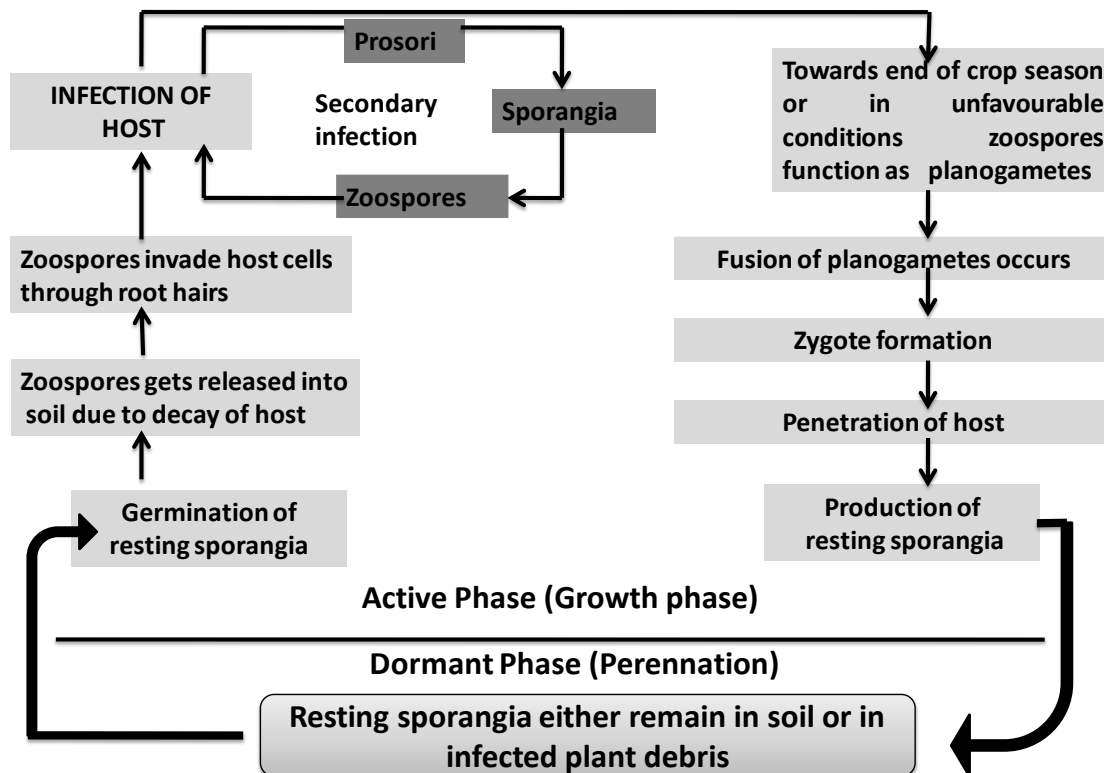 Prosori
INFECTION OF
HOST
Secondary
infection
Sporangia
Zoospores
Towards end of crop season
or in unfavourable
conditions zoospores
function as planogametes
Zoospores invade host cells
through root hairs
Fusion of planogametes occurs
Zygote formation
Zoospores gets released into
soil due to decay of host
Penetration of host
Germination of
resting sporangia
Production of
resting sporangia
Active Phase (Growth phase)
Dormant Phase (Perennation)
Resting sporangia either remain in soil or in
infected plant debris